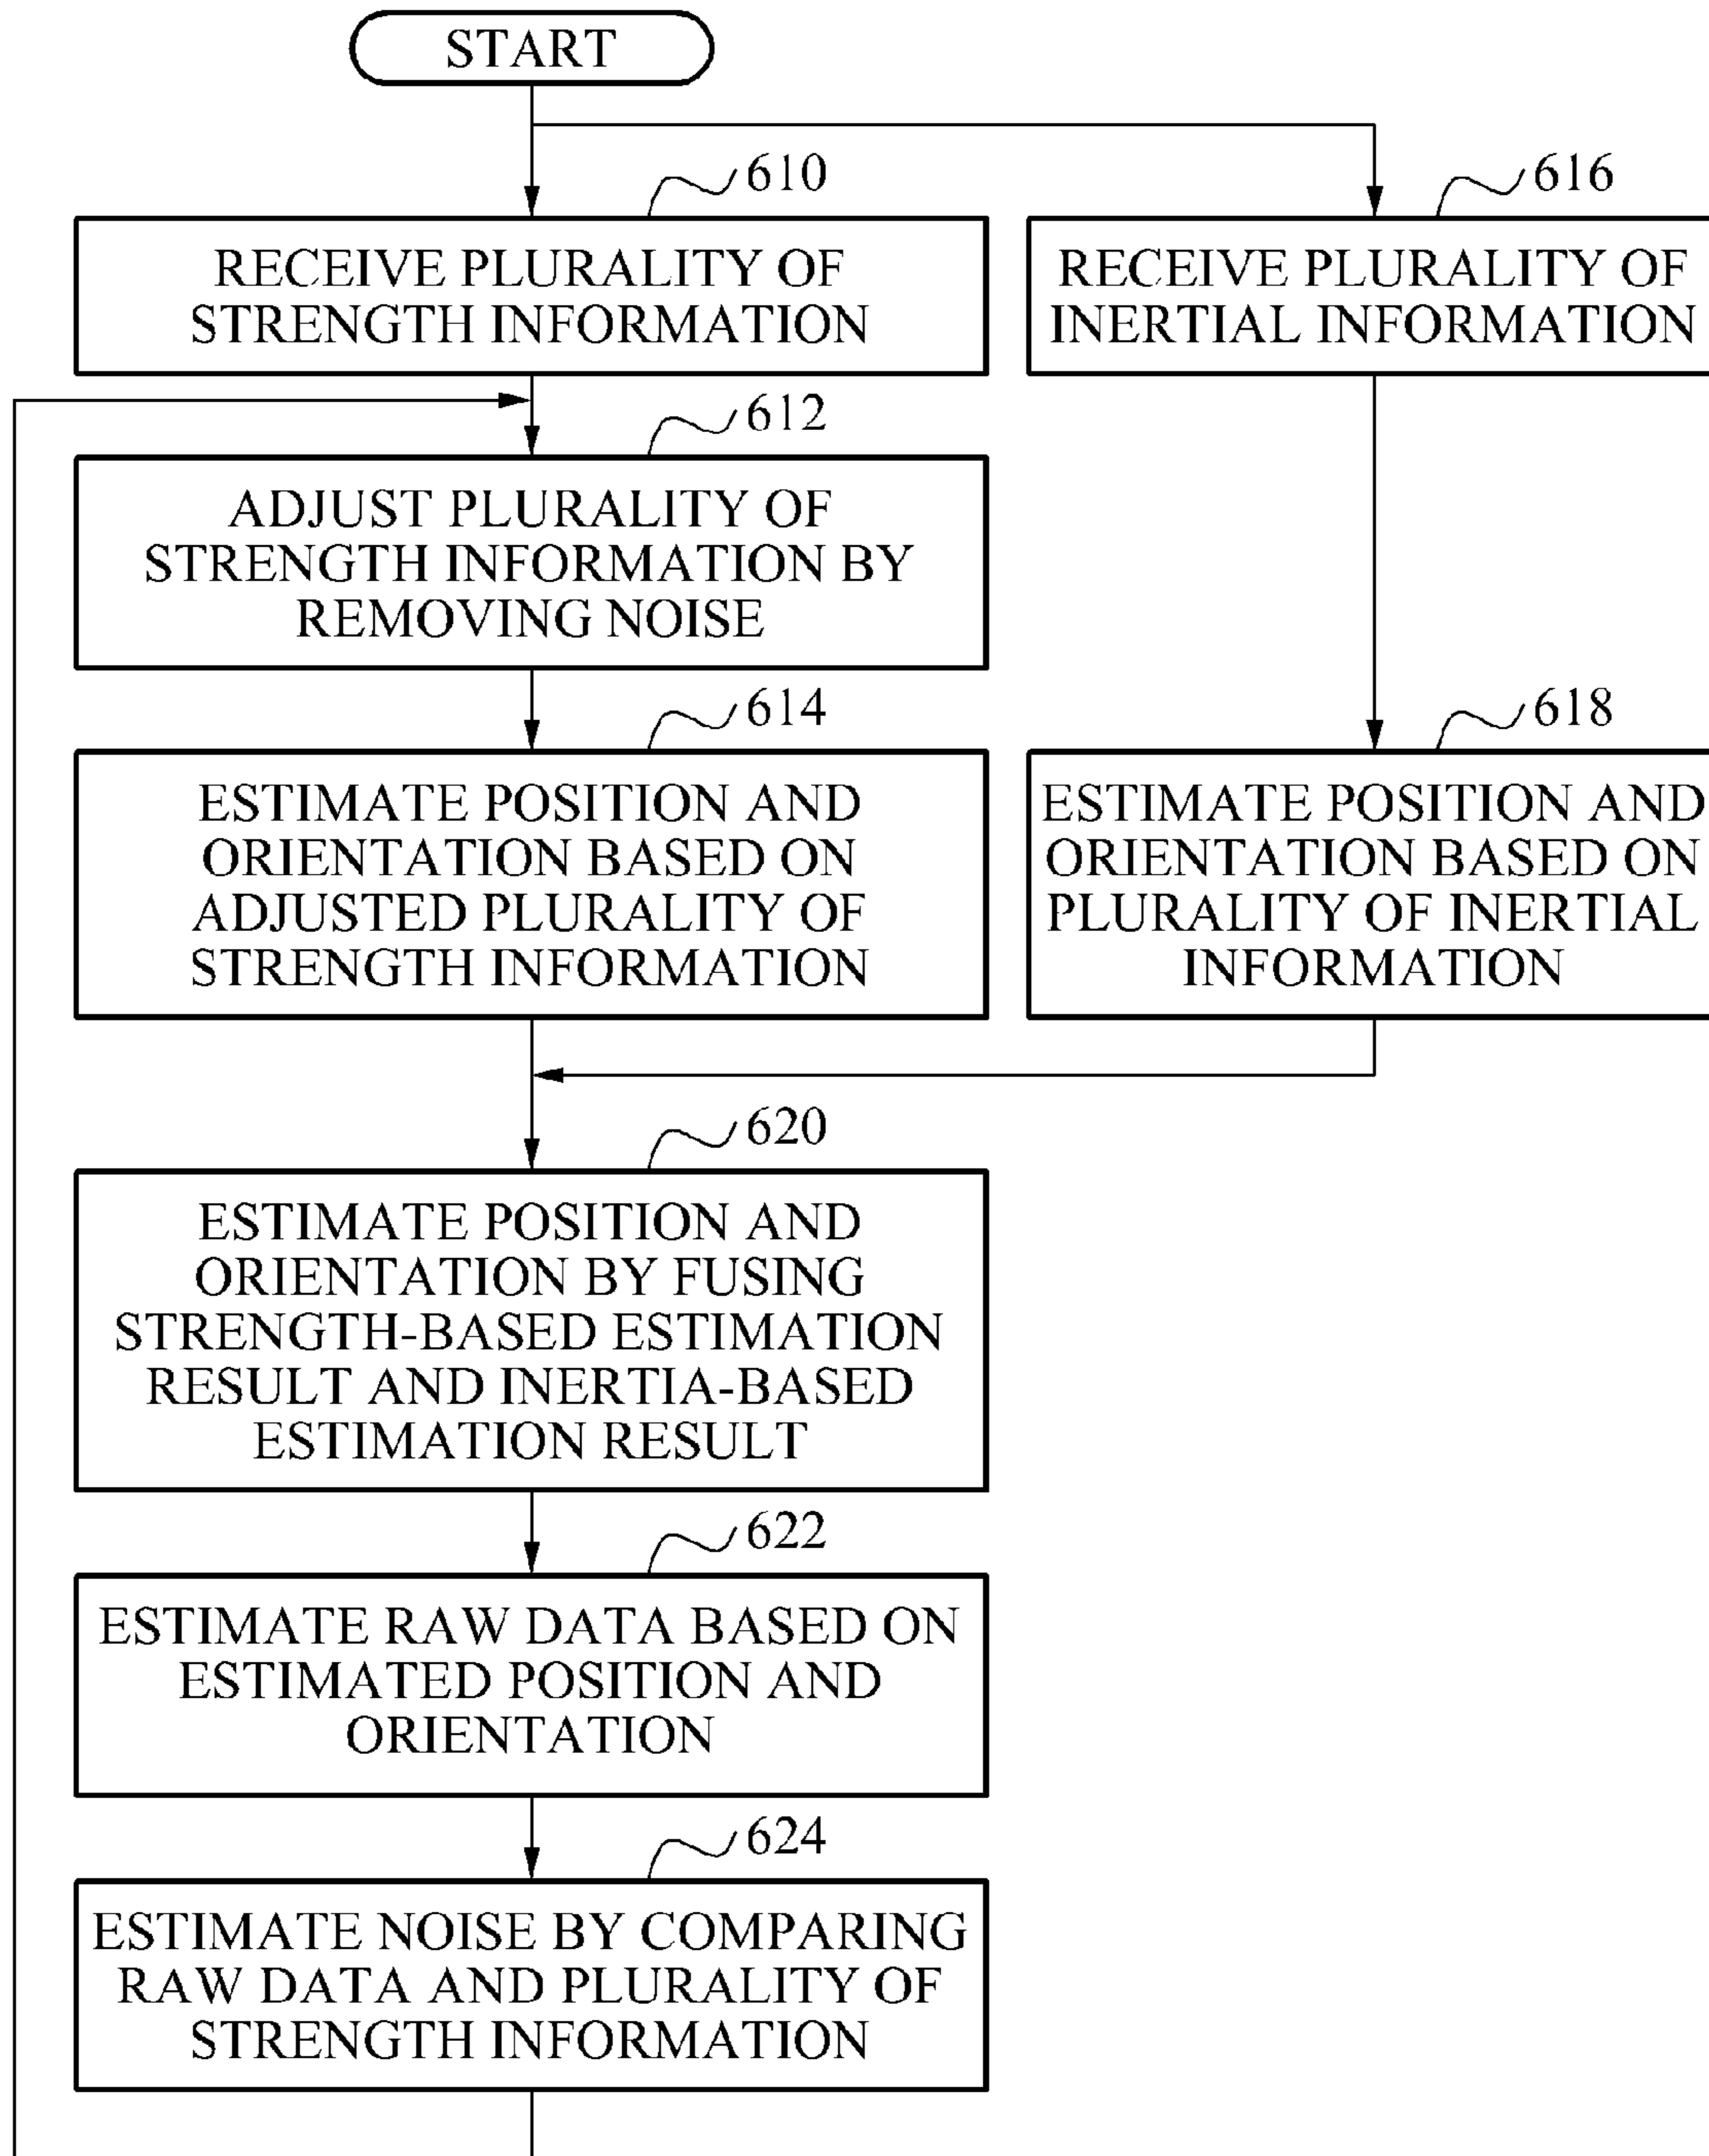 START
610
RECEIVE PLURALITY OF
STRENGTH INFORMATION
616
RECEIVE PLURALITY OF
INERTIAL INFORMATION
612
ADJUST PLURALITY OF
STRENGTH INFORMATION BY
REMOVING NOISE
614
ESTIMATE POSITION AND
ORIENTATION BASED ON
ADJUSTED PLURALITY OF
STRENGTH INFORMATION
618
ESTIMATE POSITION AND
ORIENTATION BASED ON
PLURALITY OF INERTIAL
INFORMATION
620
ESTIMATE POSITION AND
ORIENTATION BY FUSING
STRENGTH-BASED ESTIMATION
RESULT AND INERTIA-BASED
ESTIMATION RESULT
622
ESTIMATE RAW DATA BASED ON
ESTIMATED POSITION AND
ORIENTATION
624
ESTIMATE NOISE BY COMPARING
RAW DATA AND PLURALITY OF
STRENGTH INFORMATION